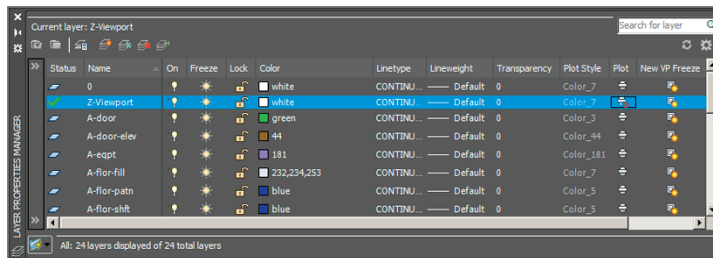 Current layer: Z-Viewport
Search for layer
Status Name On Freeze Lock Color Linetype Lineweight Transparency Plot Style Plot New VP Freeze
0 white CONTINU... Default 0 Color_7
Z-Viewport white CONTINU... Default 0 Color_7
A-door green CONTINU... Default 0 Color_3
A-door-elev 44 CONTINU... Default 0 Color_44
A-eqpt 181 CONTINU... Default 0 Color_181
A-flor-fill 232,234,253 CONTINU... Default 0 Color_7
A-flor-patn blue CONTINU... Default 0 Color_5
A-flor-shft blue CONTINU... Default 0 Color_5
LAYER PROPERTIES MANAGER
All: 24 layers displayed of 24 total layers